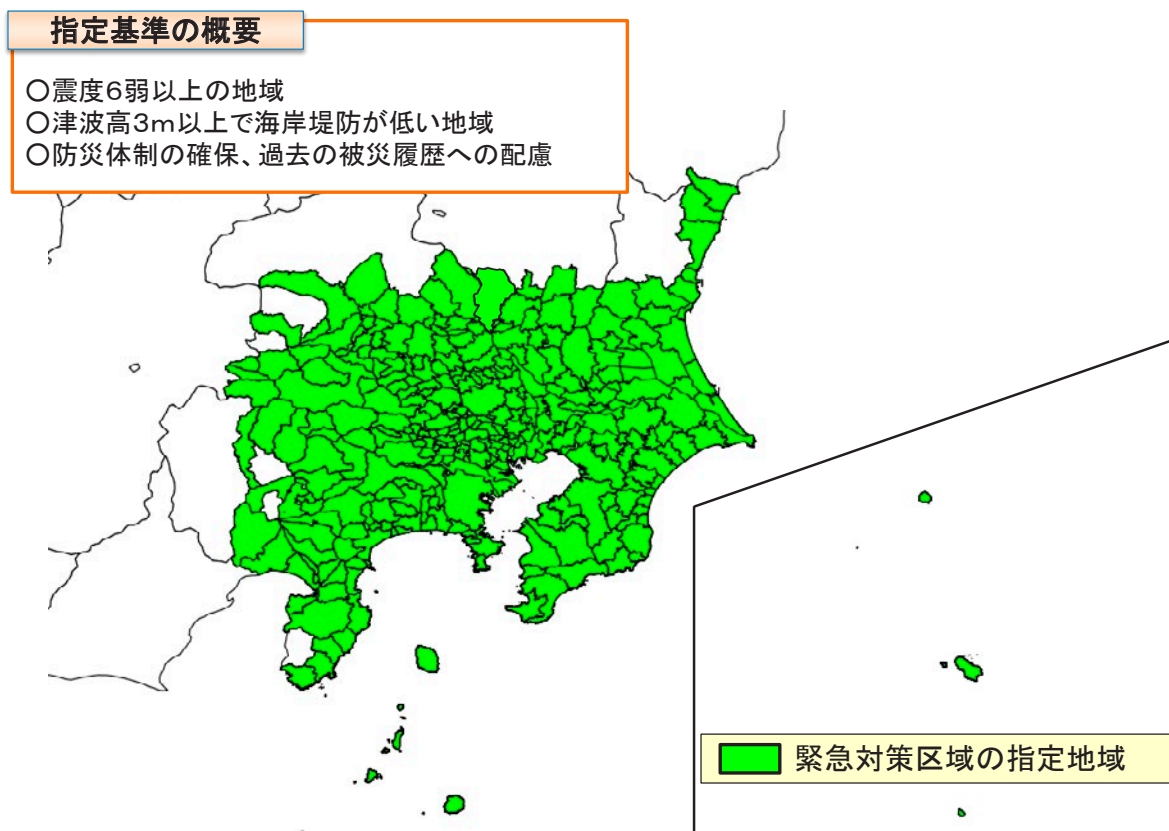 指定基準の概要
○震度6弱以上の地域
○津波高3m以上で海岸堤防が低い地域
○防災体制の確保、過去の被災履歴への配慮
緊急対策区域の指定地域